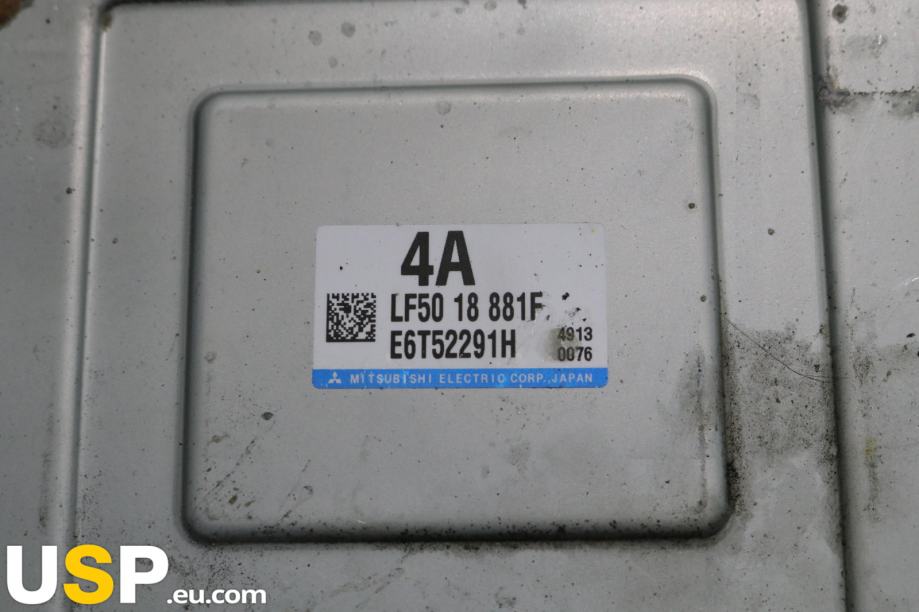 4A
LF50 18 881F
E6T52291H
4913
0076
MITSUBISHI ELECTRIC CORP., JAPAN
USP.eu.com